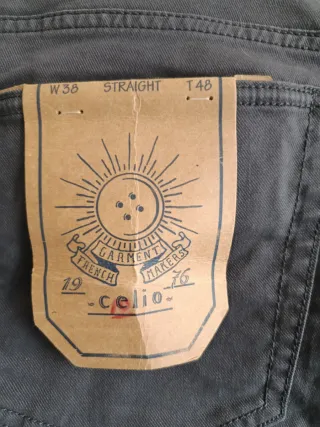 W38 STRAIGHT T48
FRENCH GARMENT MAKERS
19 76
- celio -